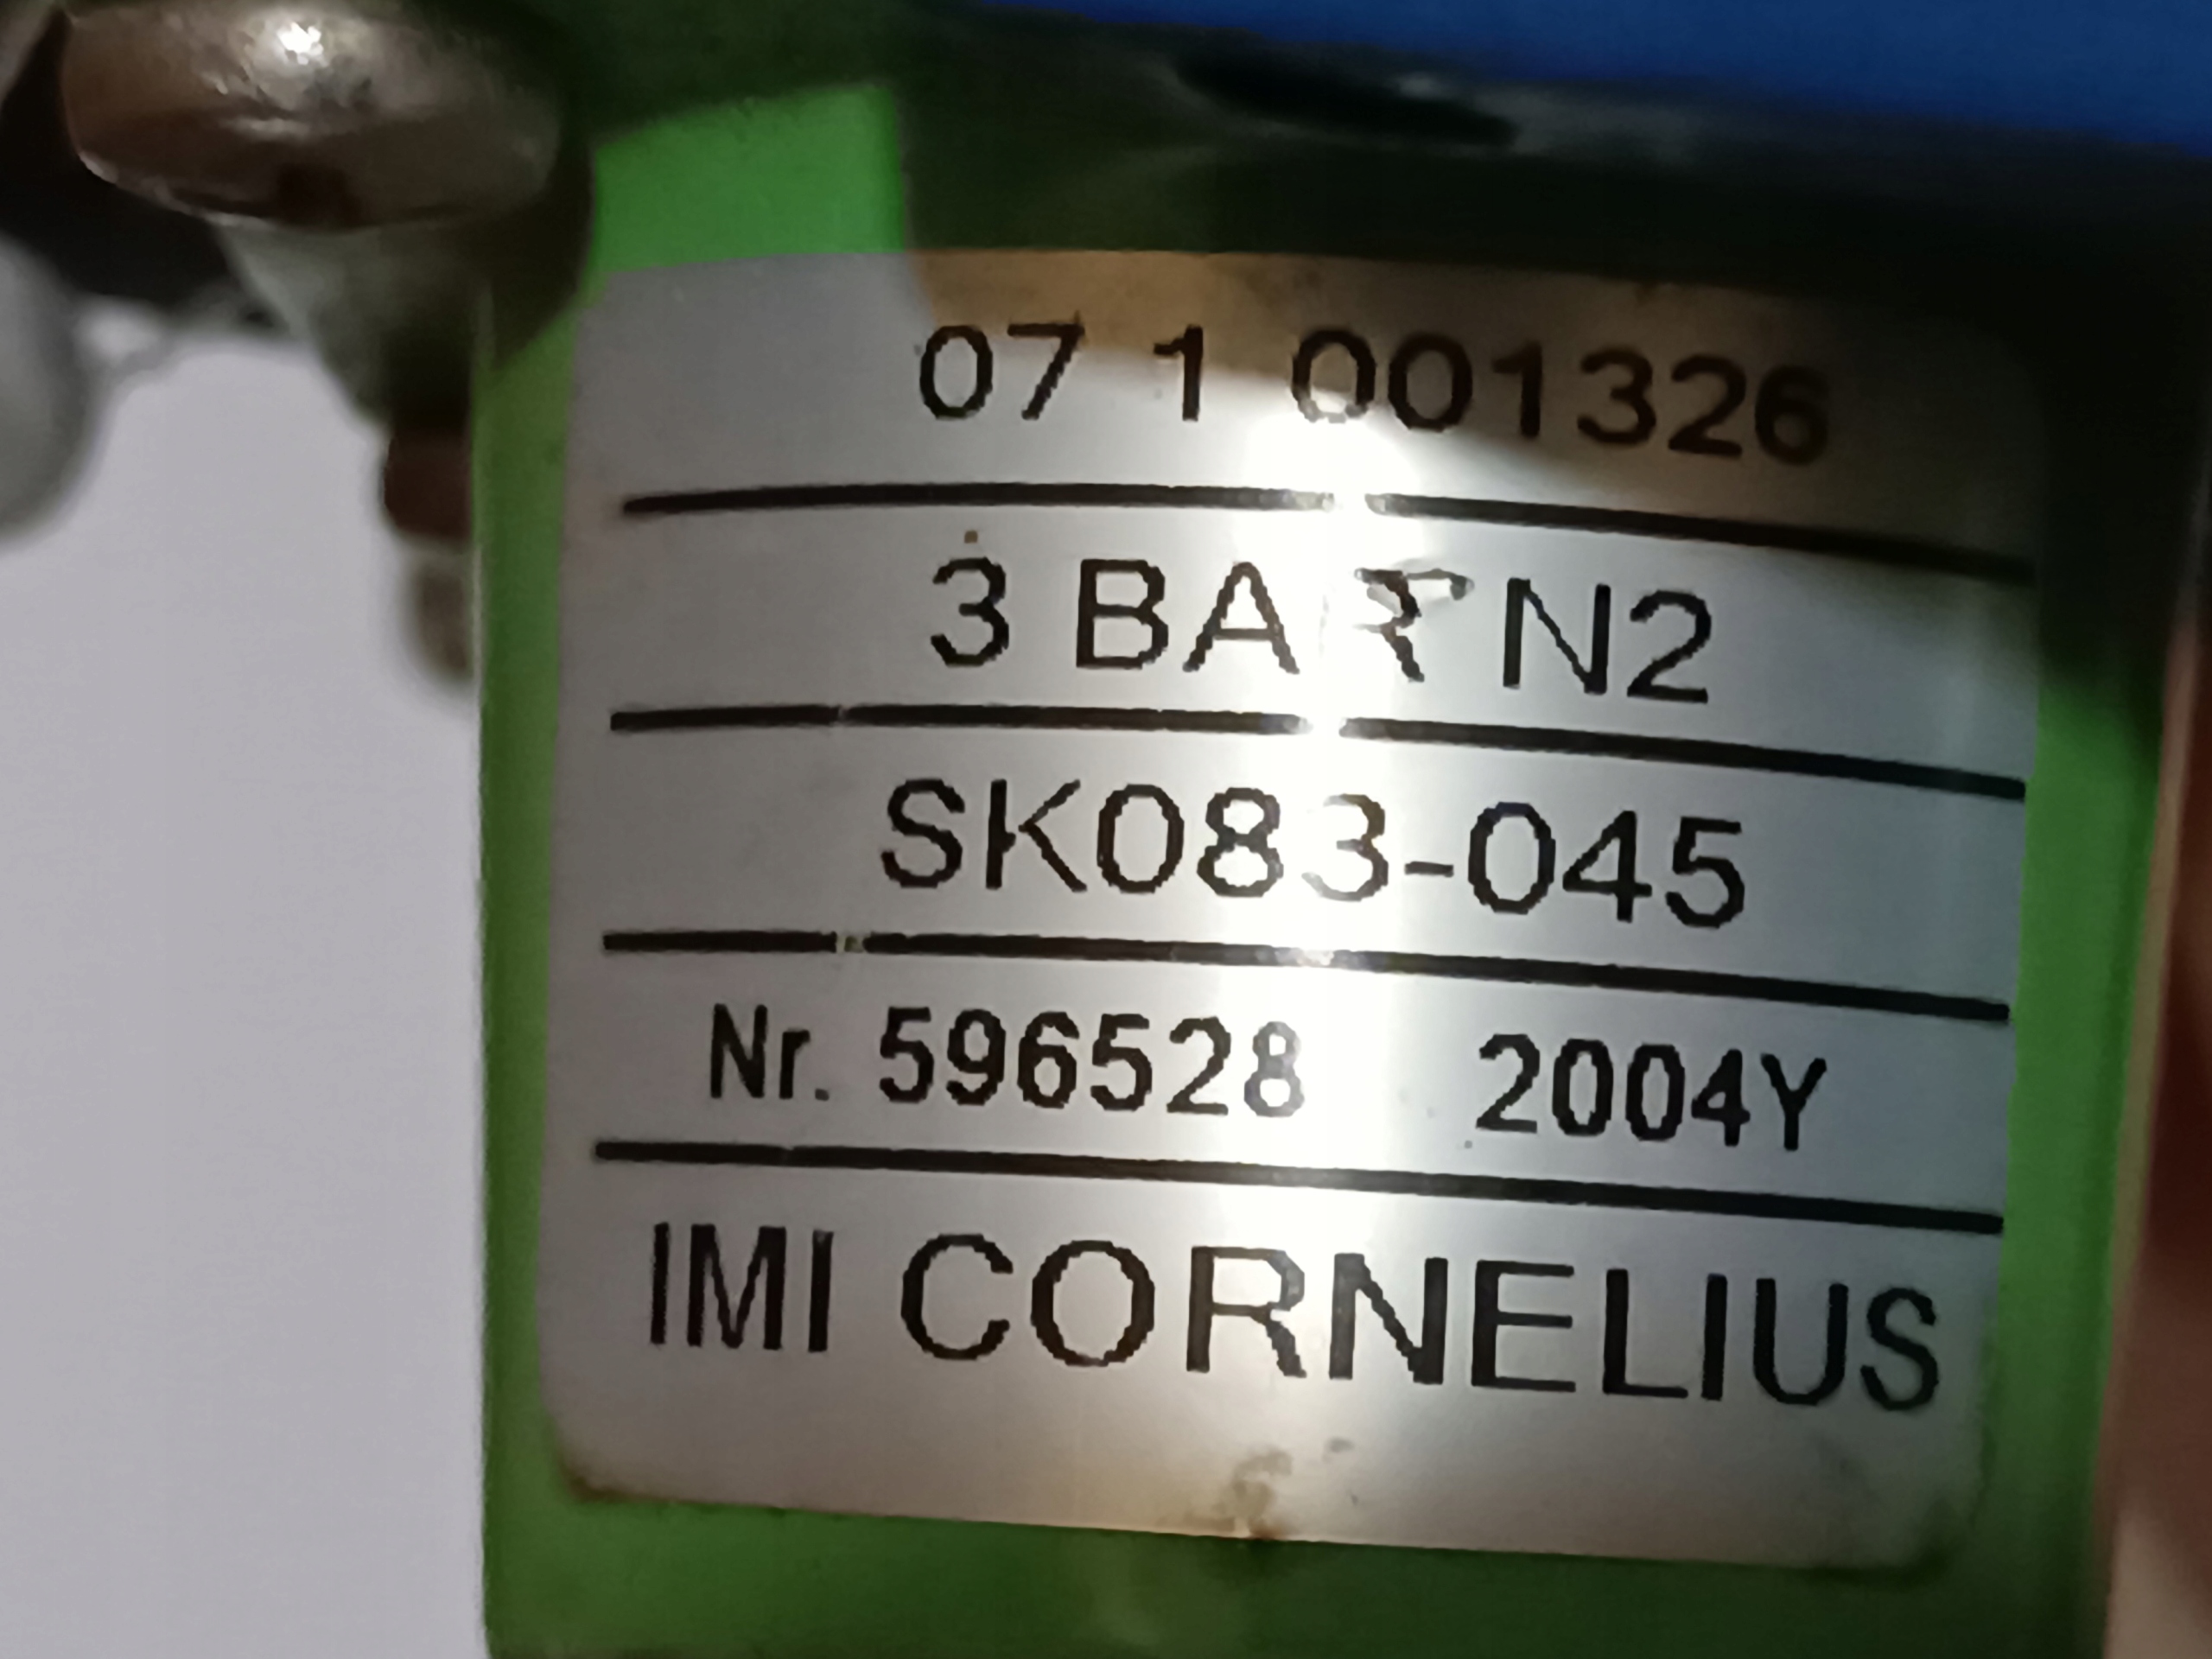 07 1 001326
3 BAR N2
SK083-045
Nr. 596528 2004Y
IMI CORNELIUS